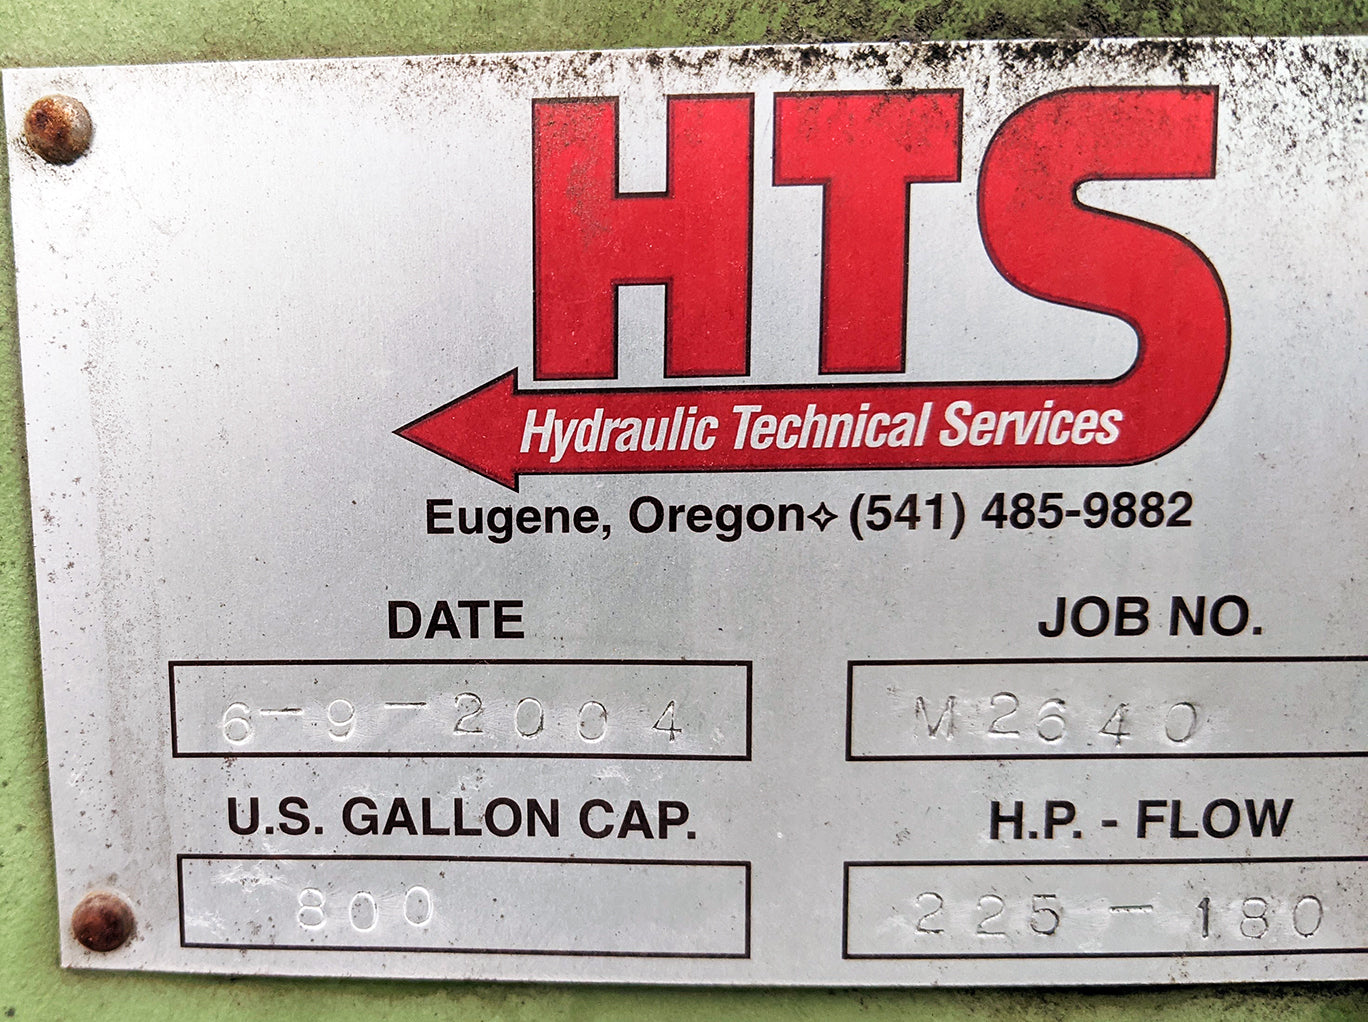 HTS
Hydraulic Technical Services
Eugene, Oregon✧(541) 485-9882
DATE JOB NO.
6-9-2004 M2640
U.S. GALLON CAP. H.P. - FLOW
800 225-180